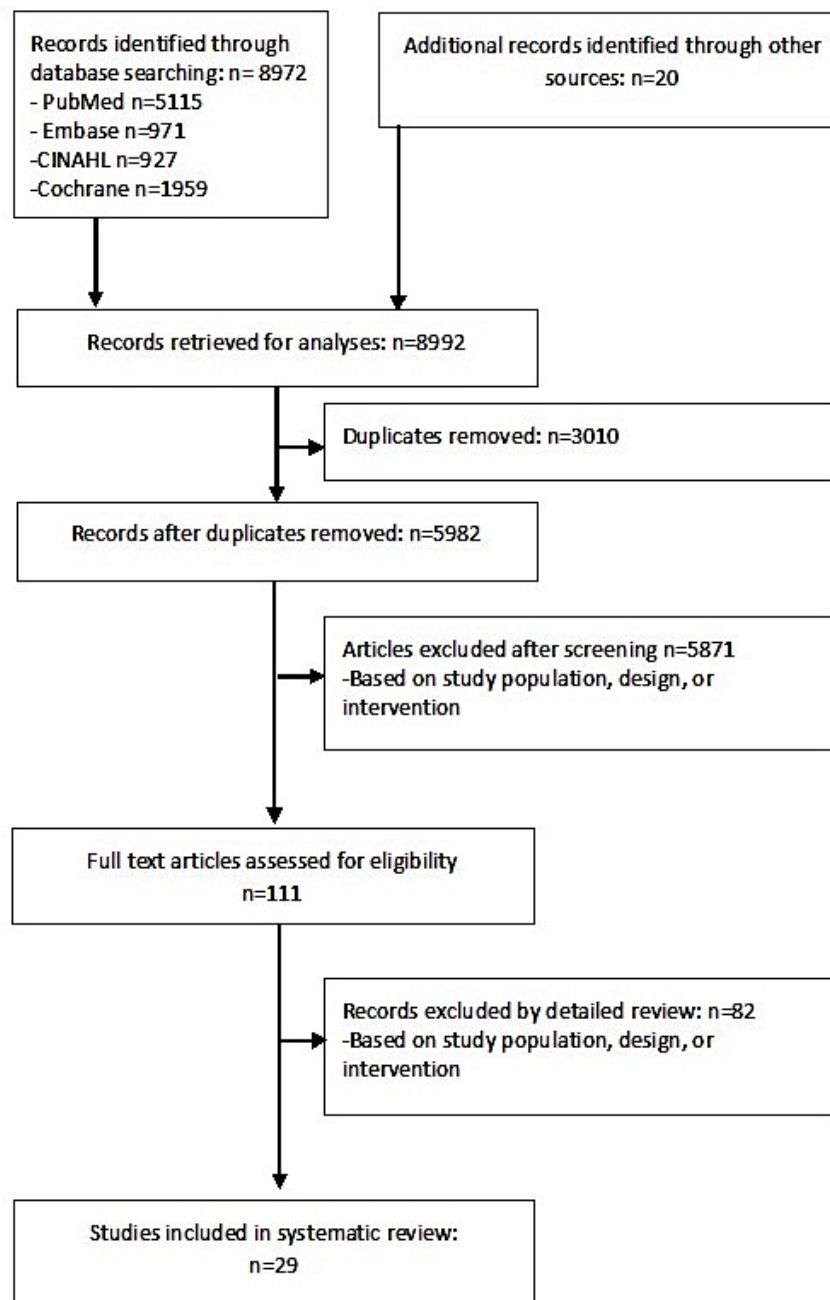 Records identified through
database searching: n= 8972
- PubMed n=5115
- Embase n=971
-CINAHL n=927
-Cochrane n=1959
Additional records identified through other
sources: n=20
Records retrieved for analyses: n=8992
Duplicates removed: n=3010
Records after duplicates removed: n=5982
Articles excluded after screening n=5871
-Based on study population, design, or
intervention
Full text articles assessed for eligibility
n=111
Records excluded by detailed review: n=82
-Based on study population, design, or
intervention
Studies included in systematic review:
n=29